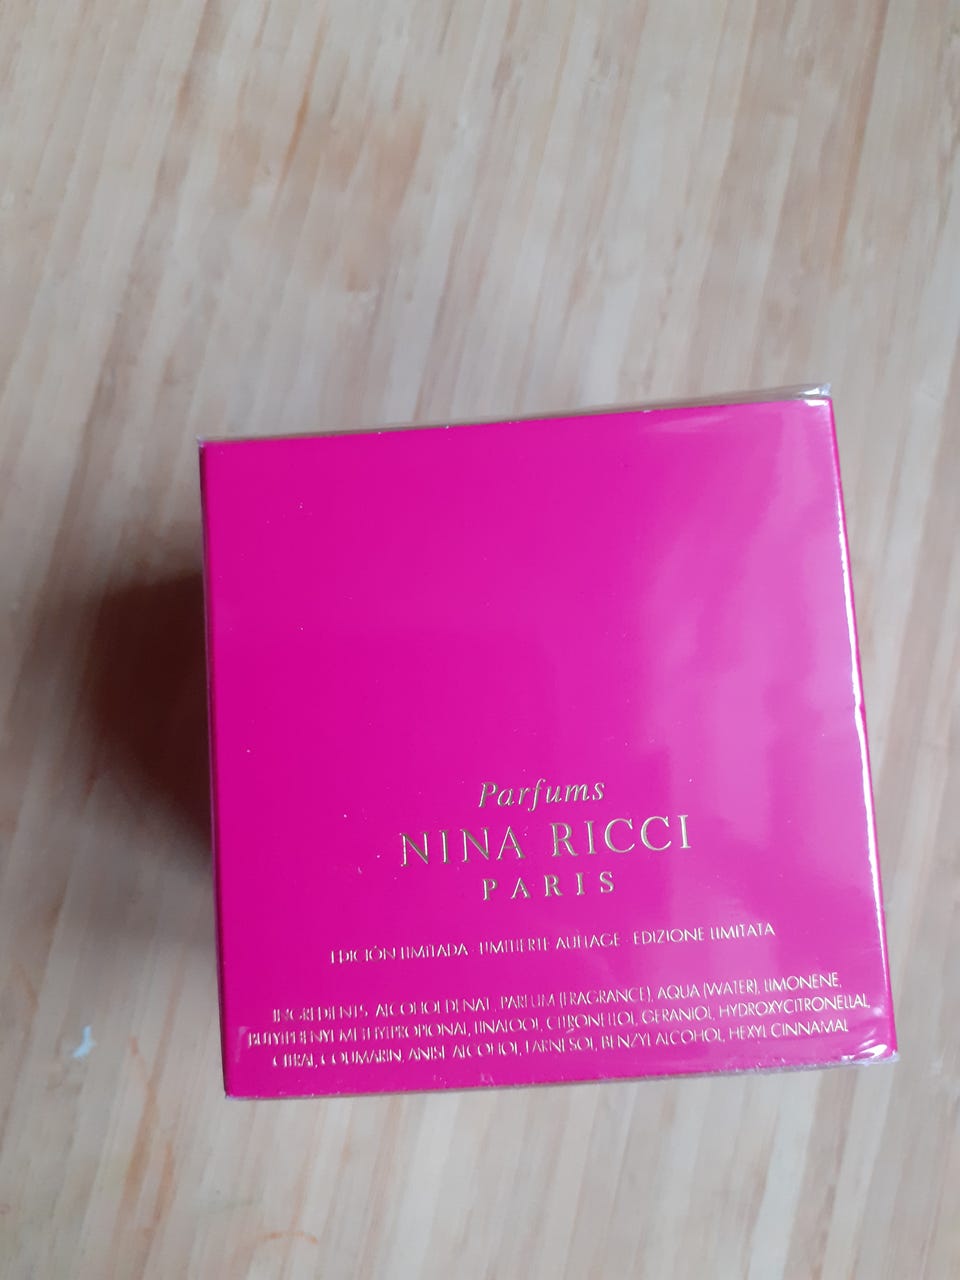 Parfums
NINA RICCI
PARIS
EDICIÓN LIMITADA · LIMITIERTE AUFLAGE · EDIZIONE LIMITATA
INGREDIENTS ALCOHOL DENAT., PARFUM (FRAGRANCE), AQUA (WATER), LIMONENE,
BUTYLPHENYL METHYLPROPIONAL, LINALOOL, CITRONELLOL, GERANIOL, HYDROXYCITRONELLAL,
CITRAL, COUMARIN, ANISE ALCOHOL, FARNESOL, BENZYL ALCOHOL, HEXYL CINNAMAL